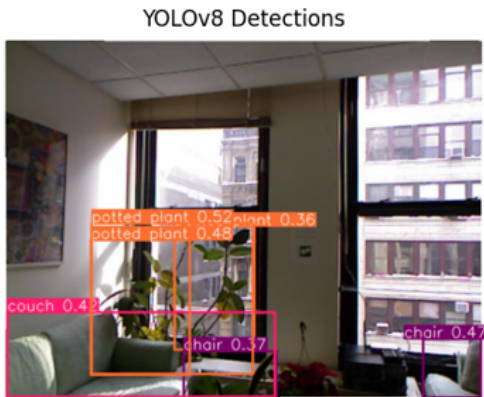 YOLOv8 Detections
potted plant 0.52
plant 0.36
potted plant 0.48
couch 0.42
chair 0.37
chair 0.47